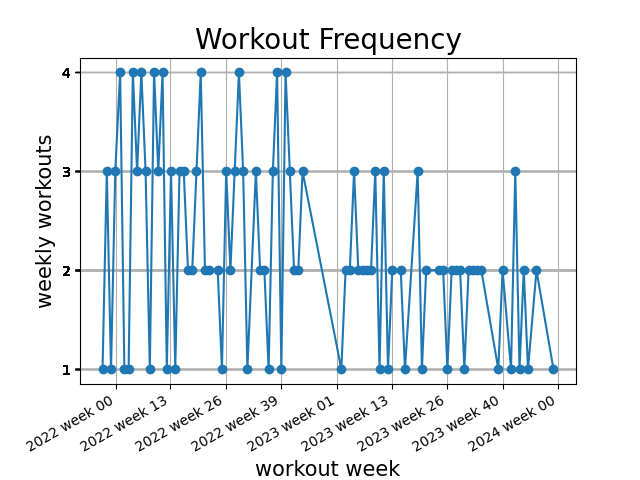 Workout Frequency
weekly workouts
4
3
2
1
2022 week 00
2022 week 13
2022 week 26
2022 week 39
2023 week 01
2023 week 13
2023 week 26
2023 week 40
2024 week 00
workout week